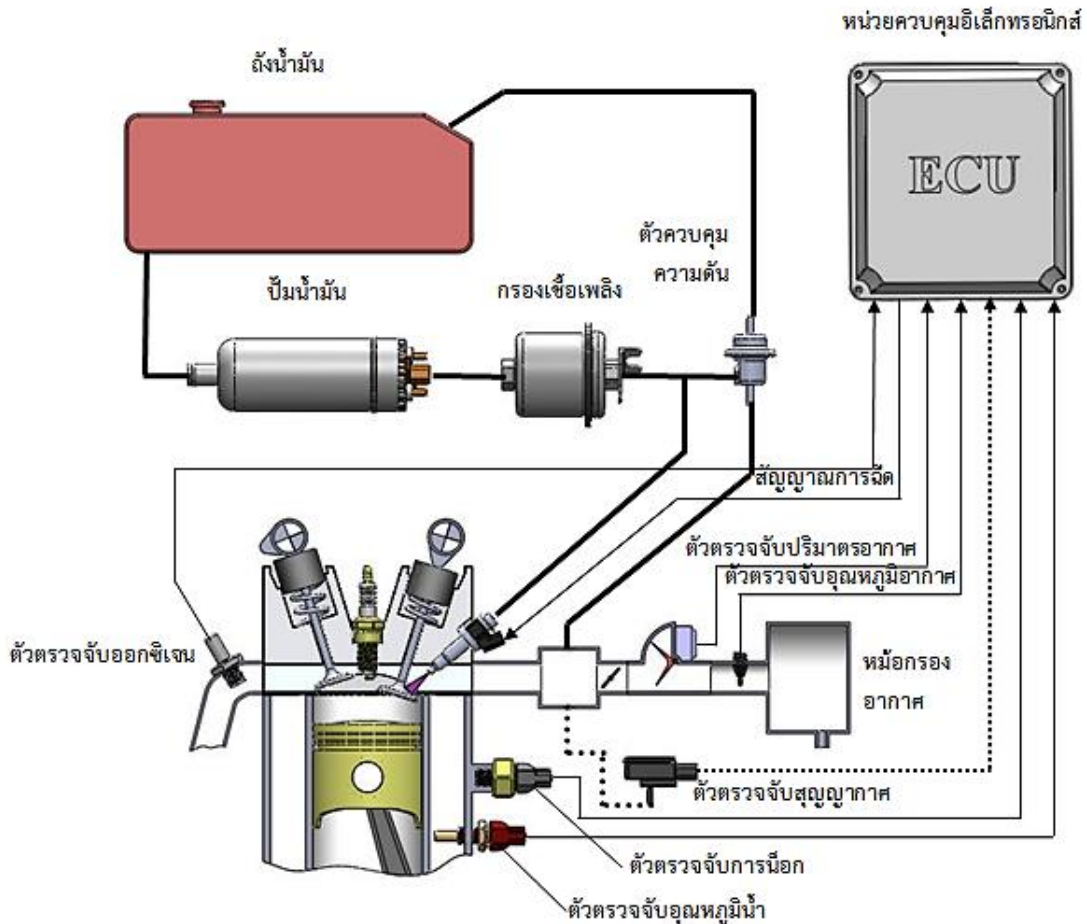 หน่วยควบคุมอิเล็กทรอนิกส์
ถังน้ำมัน
ECU
ตัวควบคุม
ความดัน
ปั๊มน้ำมัน
กรองเชื้อเพลิง
สัญญาณการฉีด
ตัวตรวจจับปริมาตรอากาศ
ตัวตรวจจับอุณหภูมิอากาศ
ตัวตรวจจับออกซิเจน
หม้อกรอง
อากาศ
ตัวตรวจจับสุญญากาศ
ตัวตรวจจับการน็อก
ตัวตรวจจับอุณหภูมิน้ำ